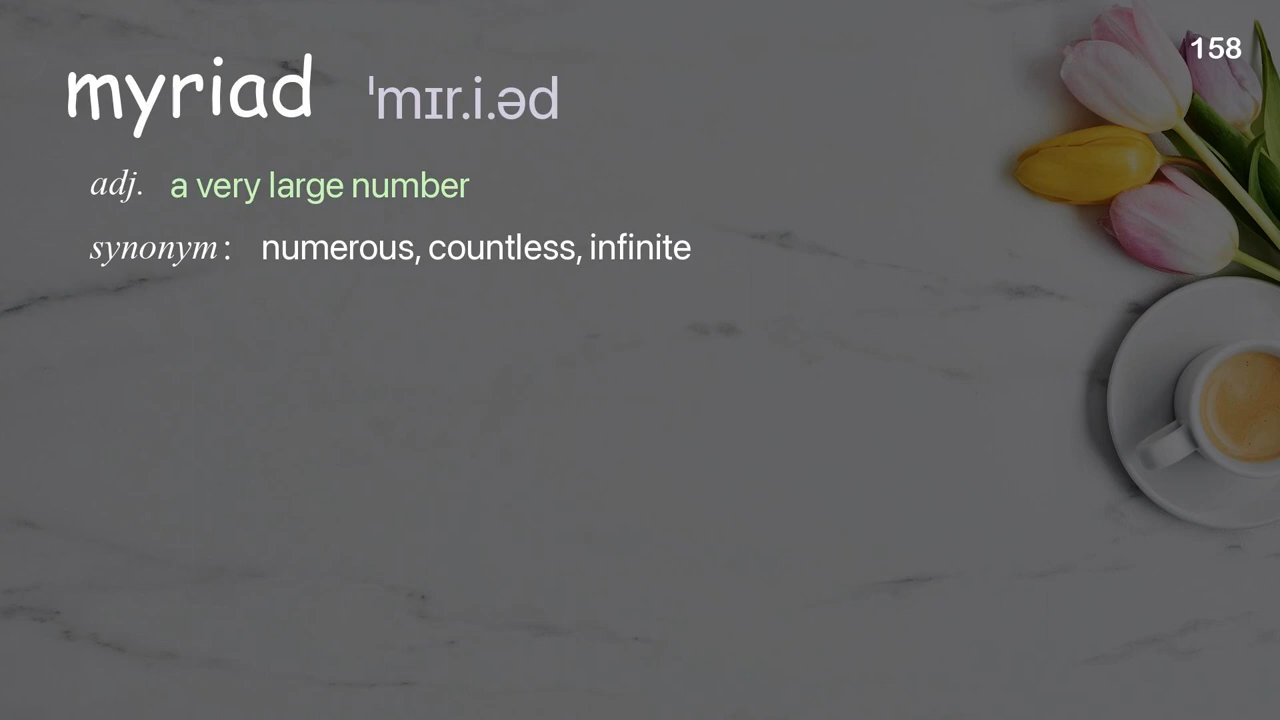 158
myriad ˈmɪr.i.əd
adj. a very large number
synonym: numerous, countless, infinite